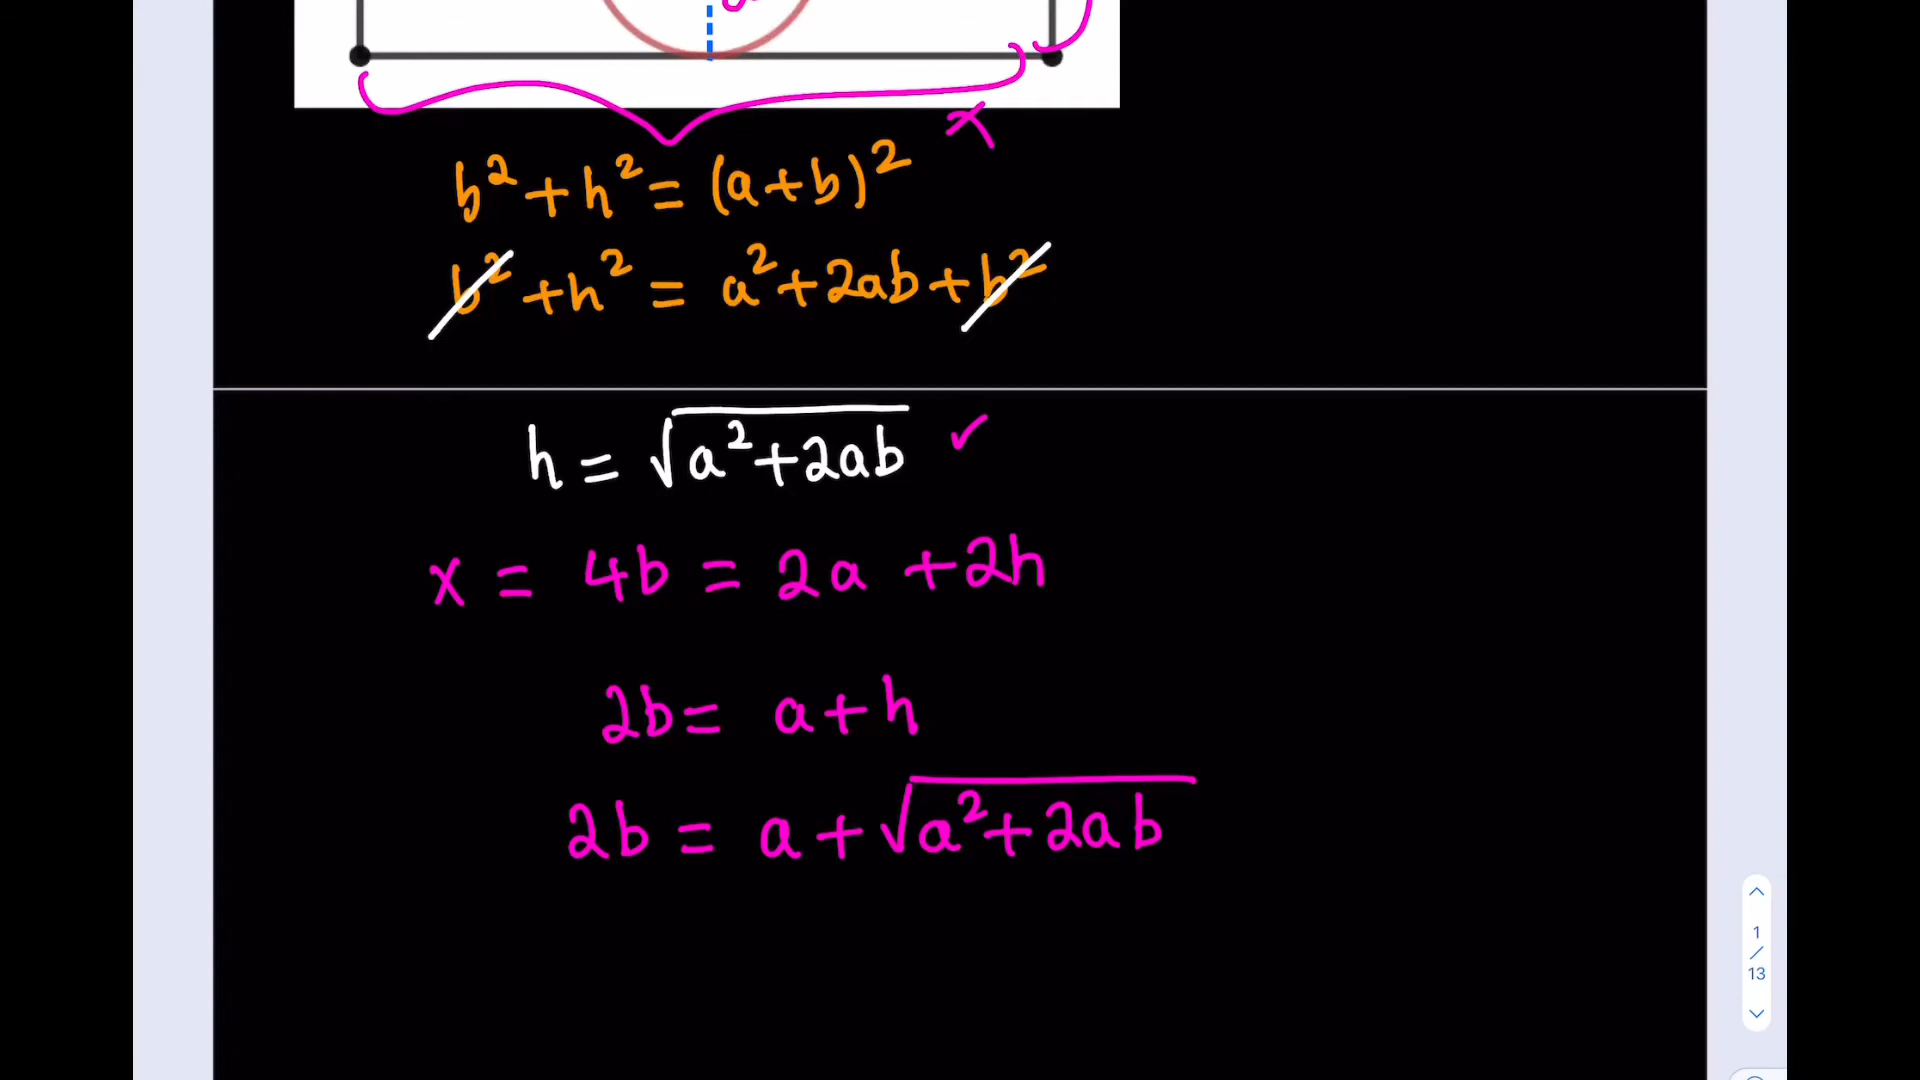 x
b² + h² = (a+b)²
b² + h² = a² + 2ab + b²
h = √(a² + 2ab) ✓
x = 4b = 2a + 2h
2b = a + h
2b = a + √(a² + 2ab)
1
/
13